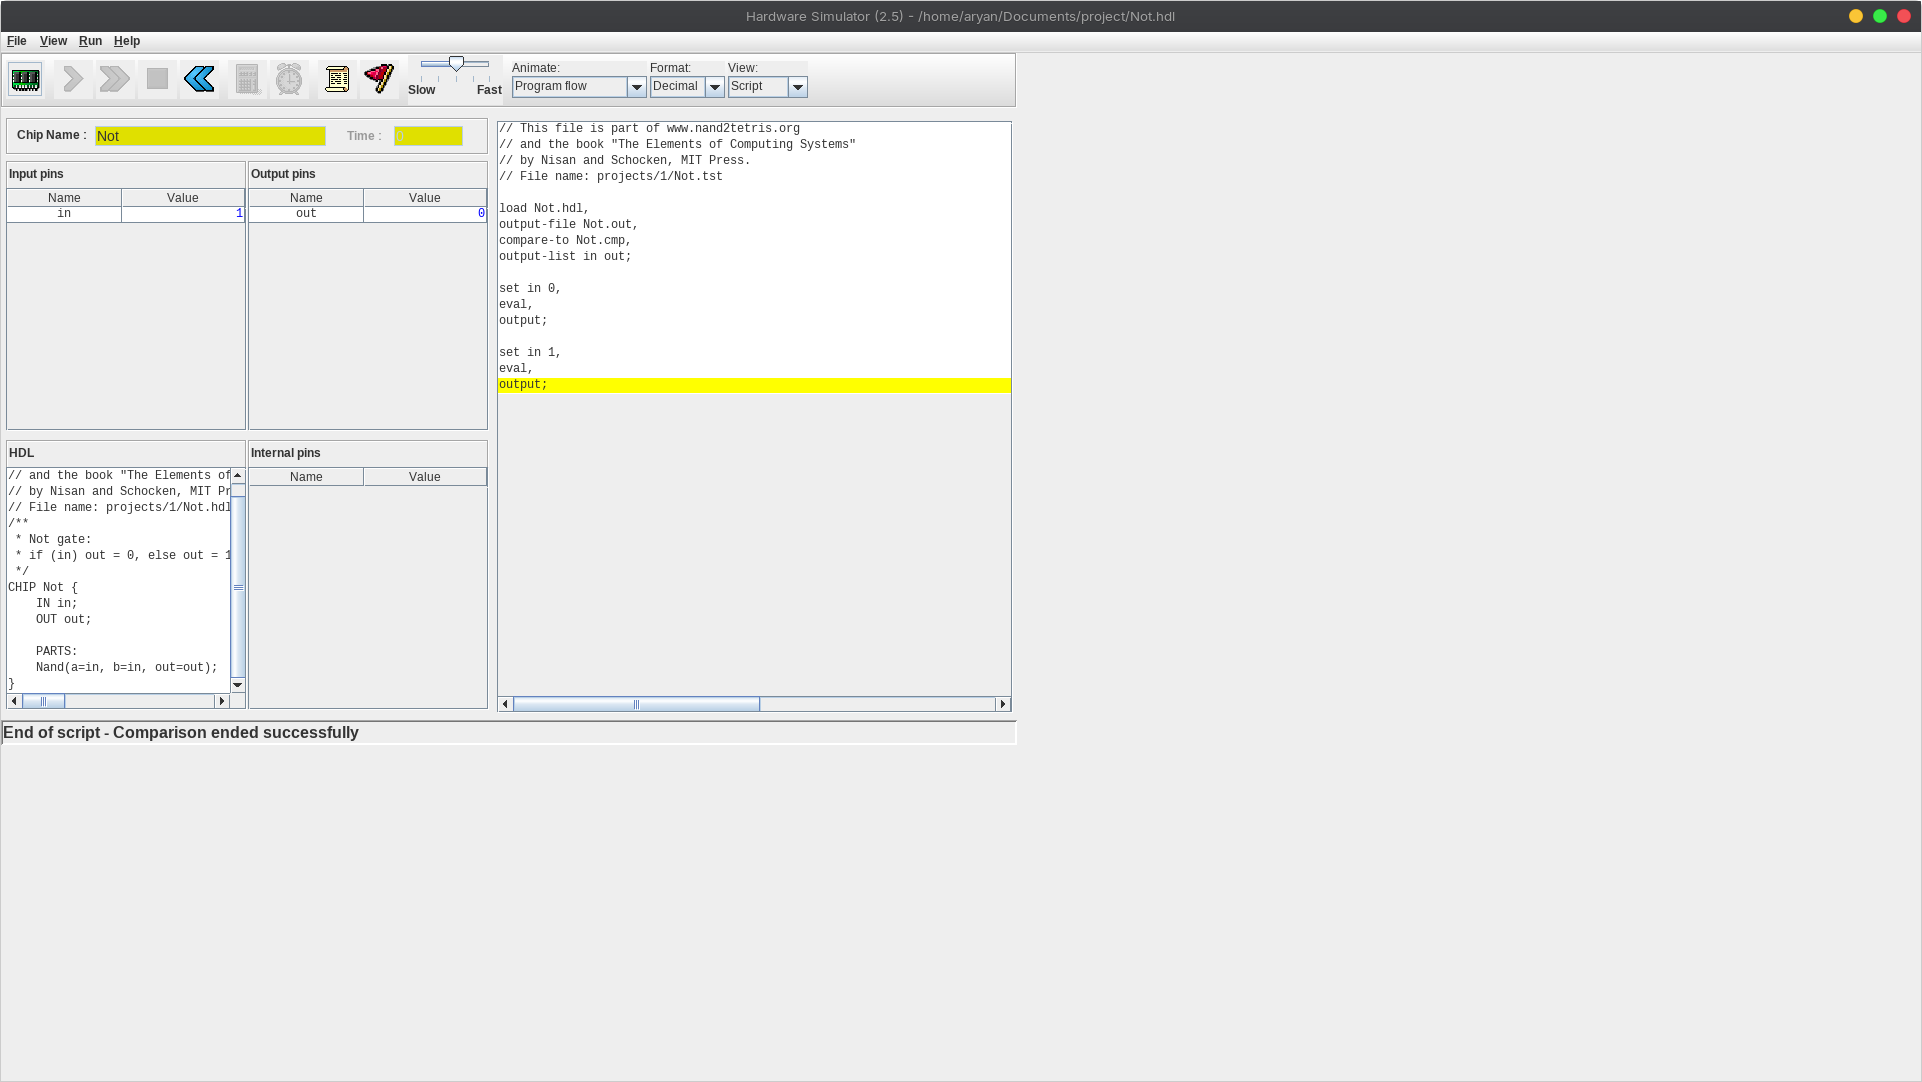 Hardware Simulator (2.5) - /home/aryan/Documents/project/Not.hdl
File View Run Help
Animate: Format: View:
Program flow Decimal Script
Slow Fast
Chip Name : Not Time :
Input pins
Name Value
in 1
Output pins
Name Value
out 0
HDL
// and the book "The Elements of
// by Nisan and Schocken, MIT Pr
// File name: projects/1/Not.hdl
/**
* Not gate:
* if (in) out = 0, else out = 1
*/
CHIP Not {
IN in;
OUT out;
PARTS:
Nand(a=in, b=in, out=out);
}
Internal pins
Name Value
// This file is part of www.nand2tetris.org
// and the book "The Elements of Computing Systems"
// by Nisan and Schocken, MIT Press.
// File name: projects/1/Not.tst
load Not.hdl,
output-file Not.out,
compare-to Not.cmp,
output-list in out;
set in 0,
eval,
output;
set in 1,
eval,
output;
End of script - Comparison ended successfully